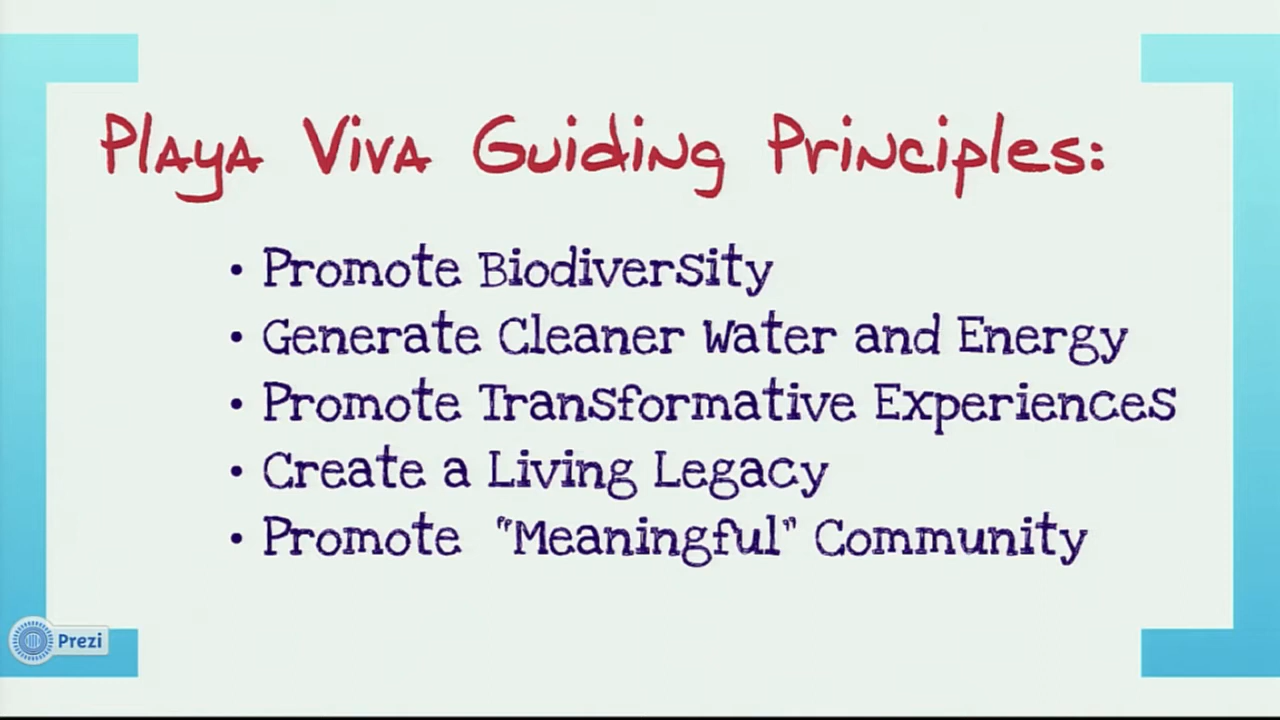 Playa Viva Guiding Principles:
• Promote Biodiversity
• Generate Cleaner Water and Energy
• Promote Transformative Experiences
• Create a Living Legacy
• Promote "Meaningful" Community
Prezi